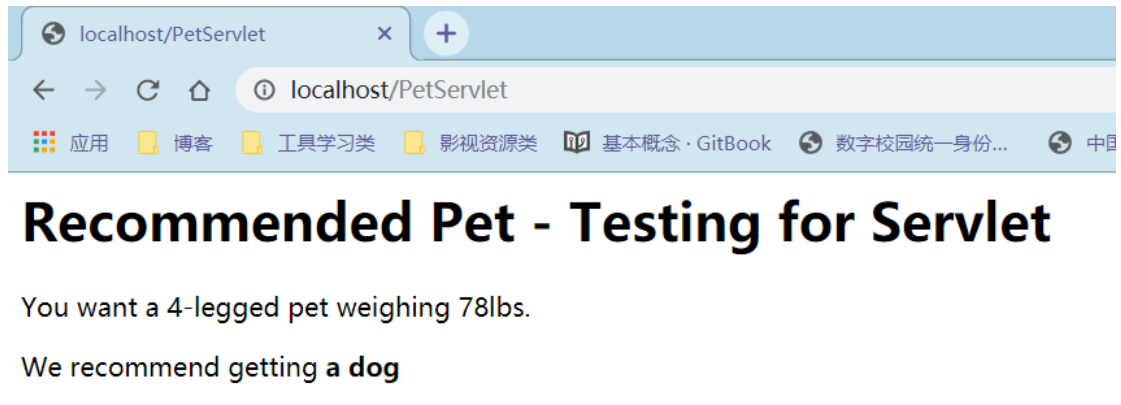 localhost/PetServlet
localhost/PetServlet
应用 博客 工具学习类 影视资源类 基本概念 · GitBook 数字校园统一身份... 中国
Recommended Pet - Testing for Servlet
You want a 4-legged pet weighing 78lbs.
We recommend getting a dog